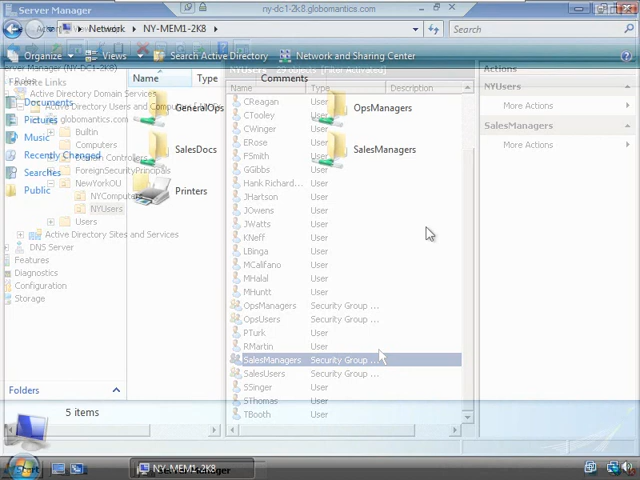 Server Manager
ny-dc1-2k8.globomantics.com
Network
NY-MEM1-2K8
Search
Organize
Views
Search Active Directory
Network and Sharing Center
Favorite Links
Name
Type
Comments
Actions
Name
Type
Description
NYUsers
More Actions
SalesManagers
More Actions
Documents
Pictures
Music
Recently Changed
Searches
Public
Active Directory Domain Services
Active Directory Users and Compu
globomantics.com
Builtin
Computers
Domain Controllers
ForeignSecurityPrincipals
NewYorkOU
NYComputers
NYUsers
Users
Active Directory Sites and Services
DNS Server
Features
Diagnostics
Configuration
Storage
GeneralOps
SalesDocs
Printers
OpsManagers
SalesManagers
CReagan User
CTooley User
CWinger User
ERose User
FSmith User
GGibbs User
Hank Richard... User
JHartson User
JOwens User
JWatts User
KNeff User
LBinga User
MCalifano User
MHalal User
MHuntt User
OpsManagers Security Group ...
OpsUsers Security Group ...
PTurk User
RMartin User
SalesManagers Security Group ...
SalesUsers Security Group ...
SSinger User
SThomas User
TBooth User
Folders
5 items
Start
NY-MEM1-2K8